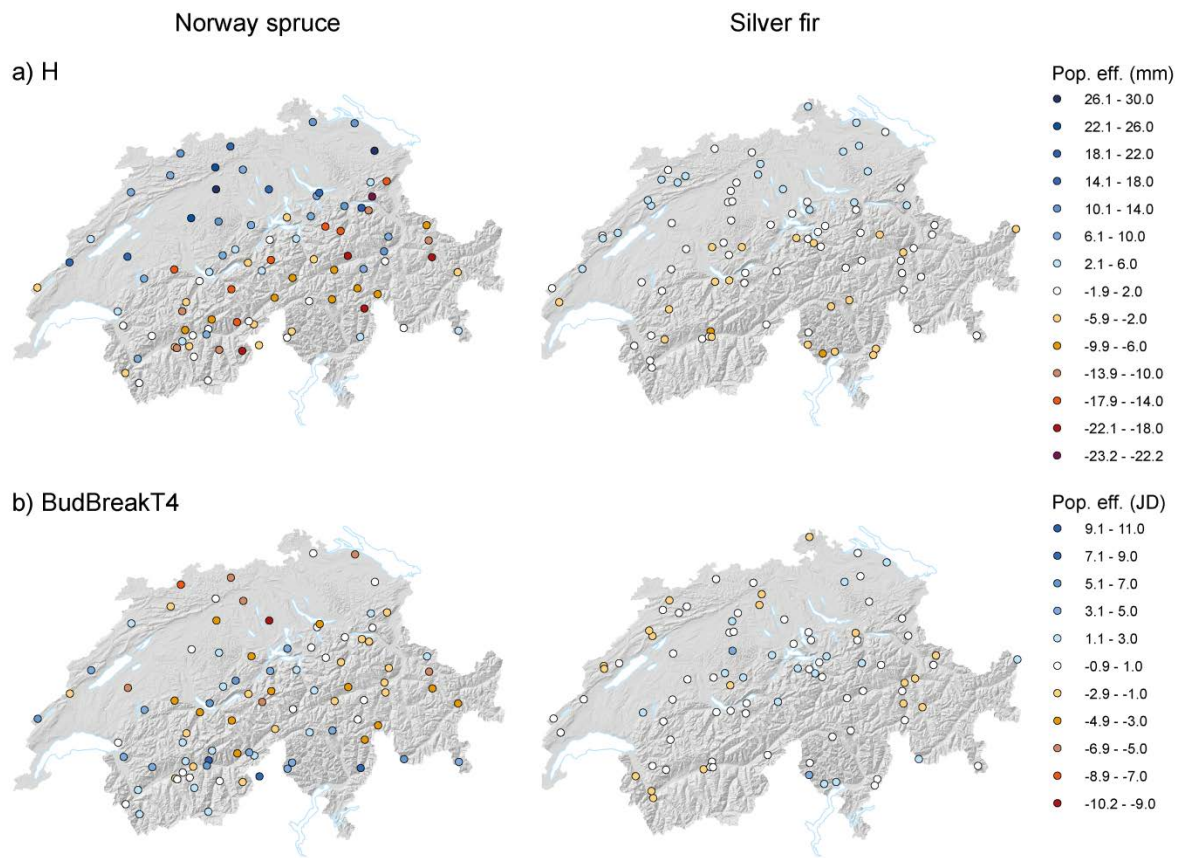 Norway spruce
Silver fir
a) H
Pop. eff. (mm)
26.1 - 30.0
22.1 - 26.0
18.1 - 22.0
14.1 - 18.0
10.1 - 14.0
6.1 - 10.0
2.1 - 6.0
-1.9 - 2.0
-5.9 - -2.0
-9.9 - -6.0
-13.9 - -10.0
-17.9 - -14.0
-22.1 - -18.0
-23.2 - -22.2
b) BudBreakT4
Pop. eff. (JD)
9.1 - 11.0
7.1 - 9.0
5.1 - 7.0
3.1 - 5.0
1.1 - 3.0
-0.9 - 1.0
-2.9 - -1.0
-4.9 - -3.0
-6.9 - -5.0
-8.9 - -7.0
-10.2 - -9.0